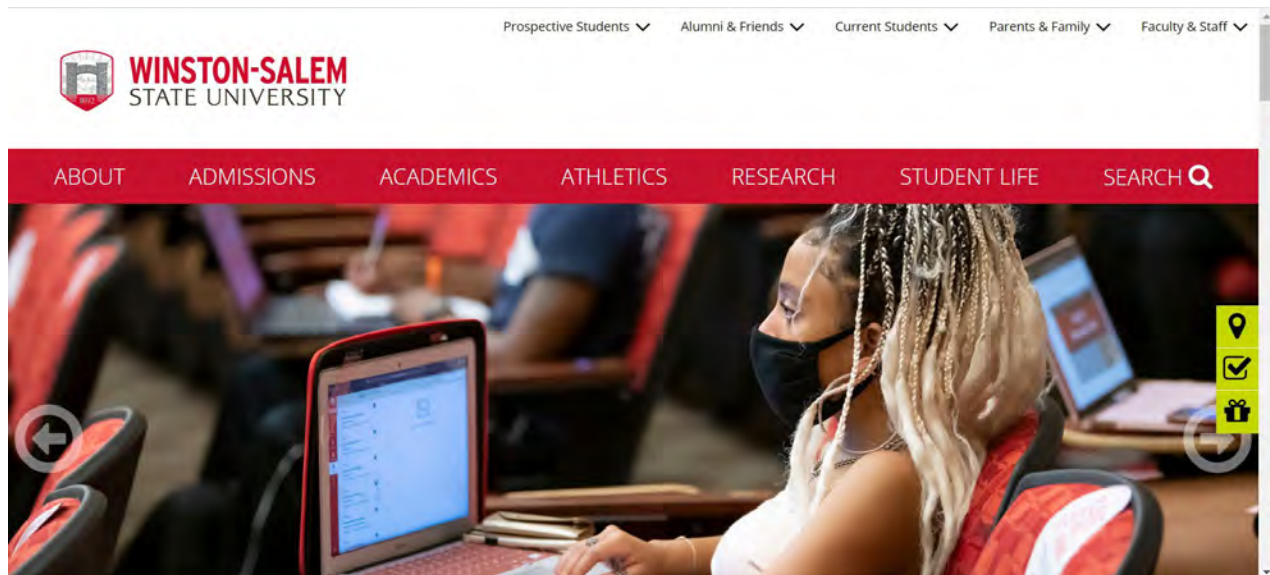 Prospective Students Alumni & Friends Current Students Parents & Family Faculty & Staff
WINSTON-SALEM
STATE UNIVERSITY
1892
ABOUT ADMISSIONS ACADEMICS ATHLETICS RESEARCH STUDENT LIFE SEARCH